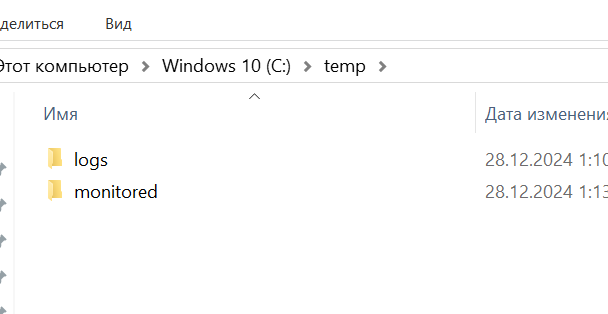 делиться Вид
Этот компьютер > Windows 10 (C:) > temp >
Имя Дата изменени
logs 28.12.2024 1:10
monitored 28.12.2024 1:13